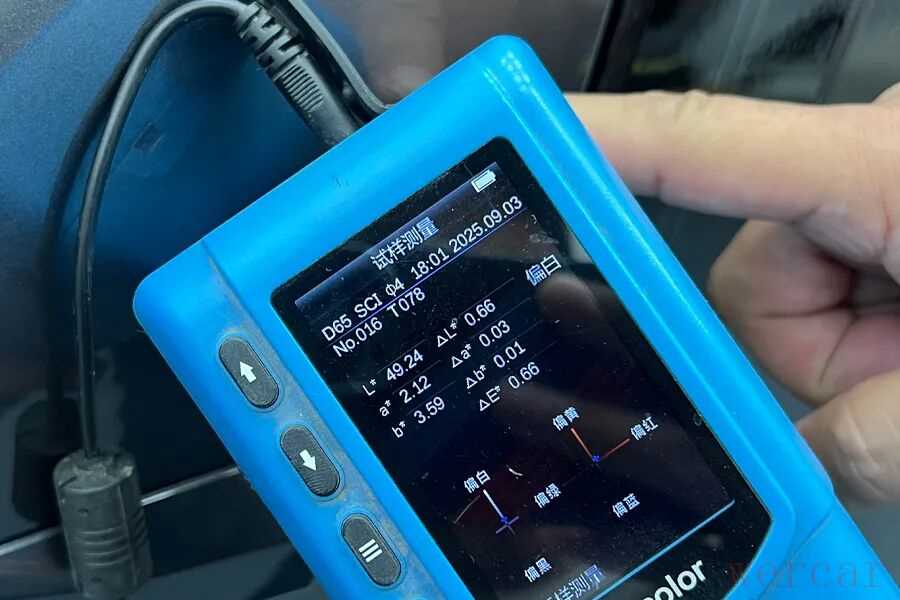 试样测量
D65 SCI Φ4 18:01 2025.09.03
No.016 T078
偏白
L* 49.24 ΔL* 0.66
a* 2.12 Δa* 0.03
b* 3.59 Δb* 0.01
ΔE* 0.66
偏黄
偏红
偏白
偏绿
偏蓝
偏黑
样测量
olor
worcar